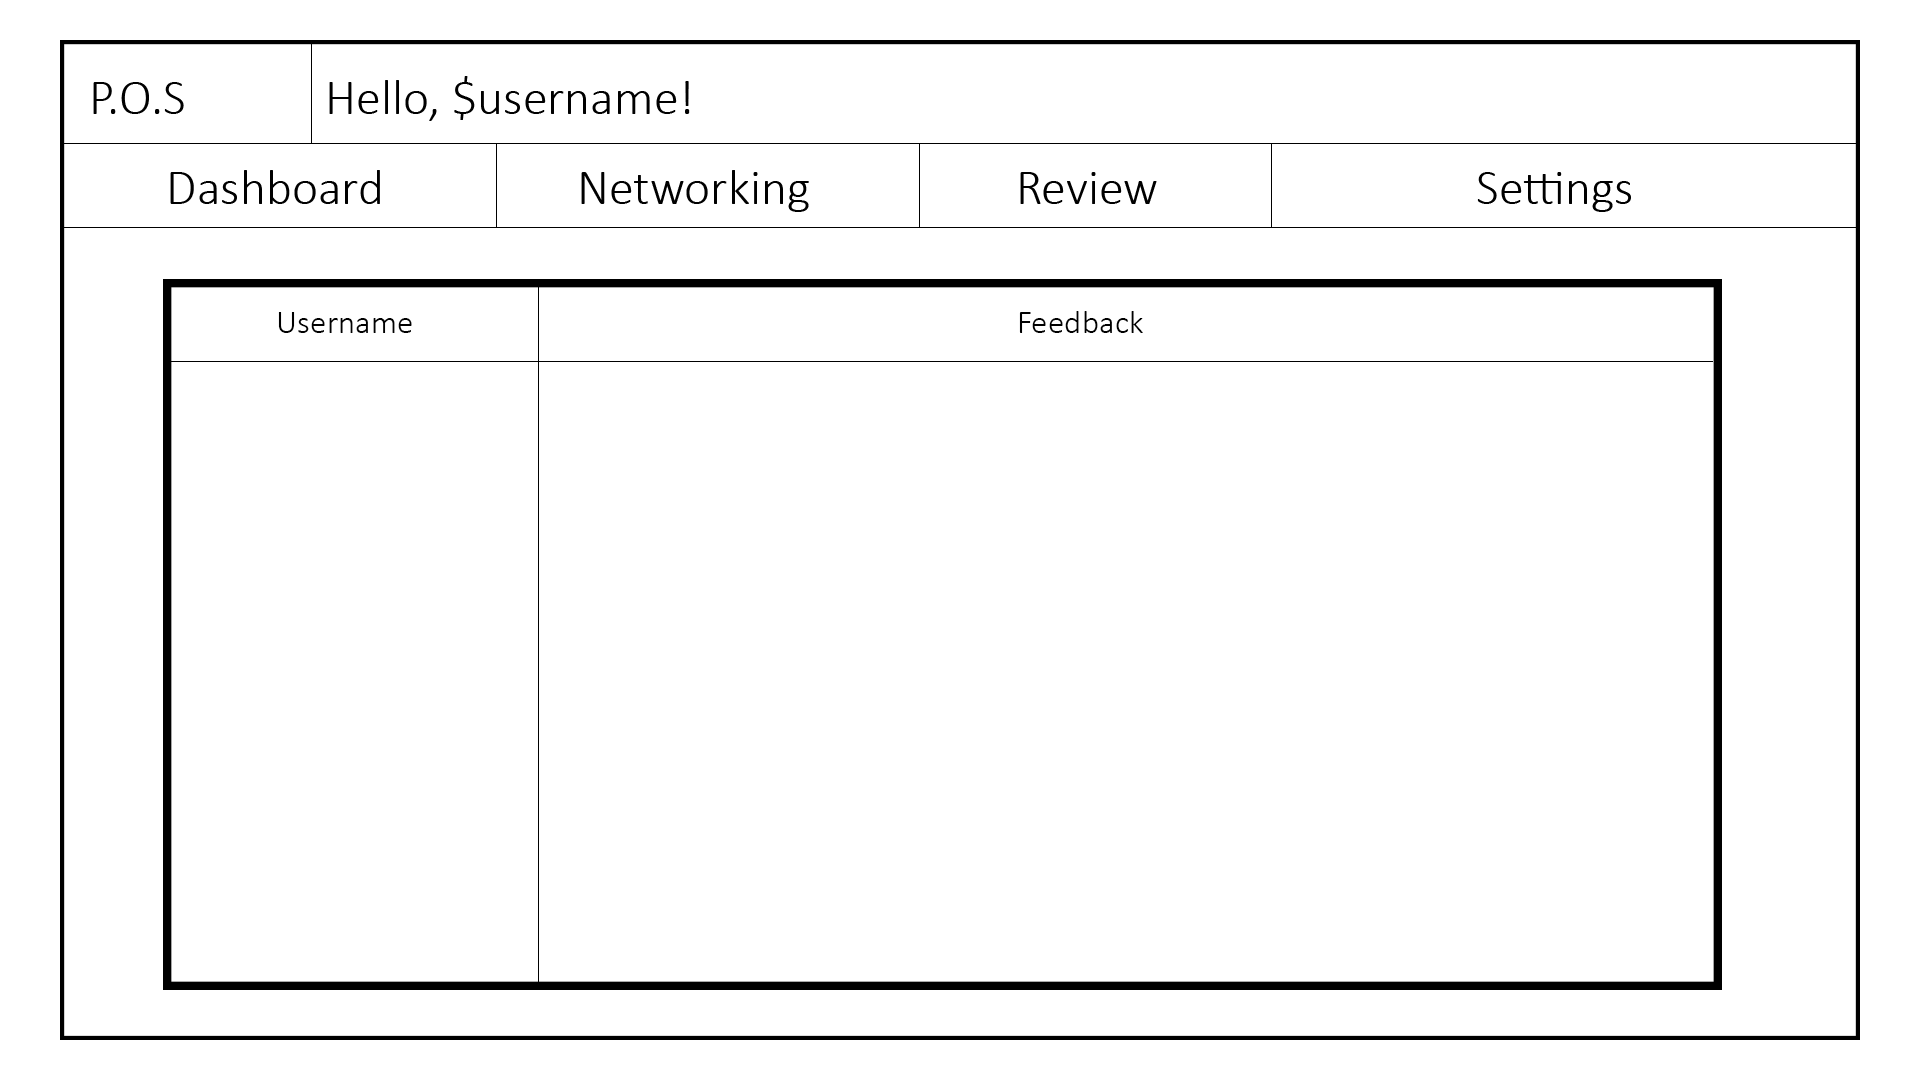 P.O.S
Hello, $username!
Dashboard
Networking
Review
Settings
Username
Feedback